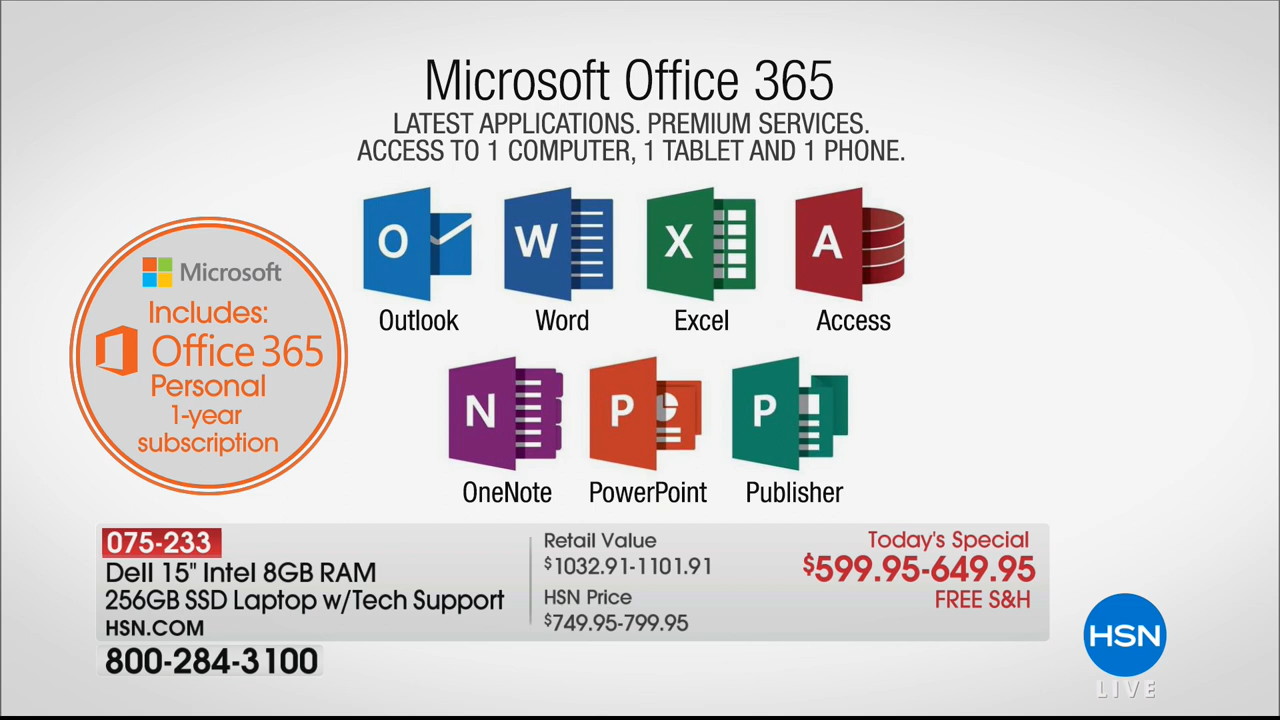 Microsoft Office 365
LATEST APPLICATIONS. PREMIUM SERVICES.
ACCESS TO 1 COMPUTER, 1 TABLET AND 1 PHONE.
O
W
X
A
Outlook
Word
Excel
Access
N
P
P
OneNote
PowerPoint
Publisher
Microsoft
Includes:
Office 365
Personal
1-year
subscription
075-233
Dell 15" Intel 8GB RAM
256GB SSD Laptop w/Tech Support
HSN.COM
800-284-3100
Retail Value
$1032.91-1101.91
HSN Price
$749.95-799.95
Today's Special
$599.95-649.95
FREE S&H
HSN
LIVE